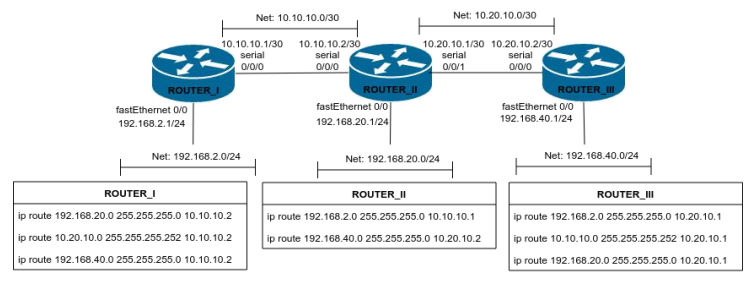 Net: 10.10.10.0/30
Net: 10.20.10.0/30
10.10.10.1/30
serial
0/0/0
10.10.10.2/30
serial
0/0/0
10.20.10.1/30
serial
0/0/1
10.20.10.2/30
serial
0/0/0
ROUTER_I
ROUTER_II
ROUTER_III
fastEthernet 0/0
192.168.2.1/24
fastEthernet 0/0
192.168.20.1/24
fastEthernet 0/0
192.168.40.1/24
Net: 192.168.2.0/24
Net: 192.168.20.0/24
Net: 192.168.40.0/24
ROUTER_I
ip route 192.168.20.0 255.255.255.0 10.10.10.2
ip route 10.20.10.0 255.255.255.252 10.10.10.2
ip route 192.168.40.0 255.255.255.0 10.10.10.2
ROUTER_II
ip route 192.168.2.0 255.255.255.0 10.10.10.1
ip route 192.168.40.0 255.255.255.0 10.20.10.2
ROUTER_III
ip route 192.168.2.0 255.255.255.0 10.20.10.1
ip route 10.10.10.0 255.255.255.252 10.20.10.1
ip route 192.168.20.0 255.255.255.0 10.20.10.1